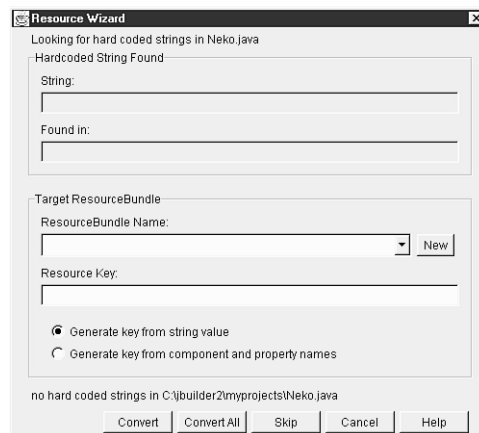 Resource Wizard
Looking for hard coded strings in Neko.java
Hardcoded String Found
String:
Found in:
Target ResourceBundle
ResourceBundle Name:
New
Resource Key:
Generate key from string value
Generate key from component and property names
no hard coded strings in C:\jbuilder2\myprojects\Neko.java
Convert Convert All Skip Cancel Help